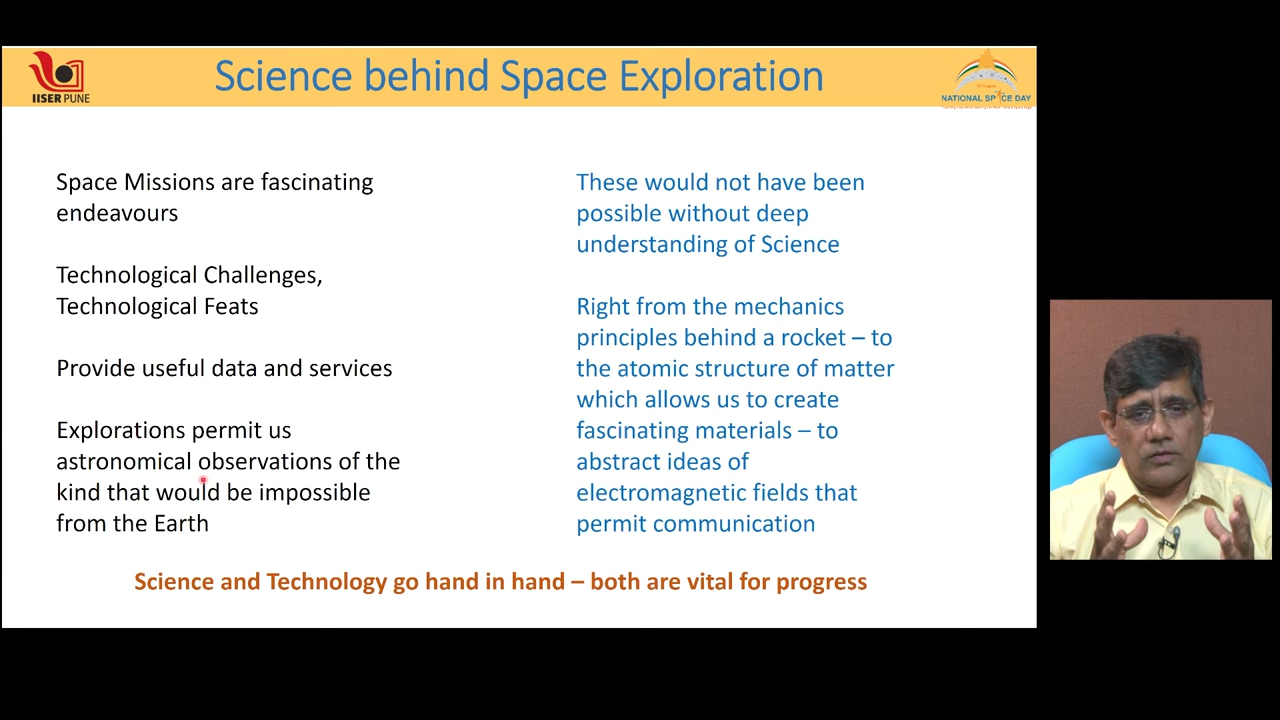 IISER PUNE
Science behind Space Exploration
NATIONAL SPACE DAY
Space Missions are fascinating
endeavours
Technological Challenges,
Technological Feats
Provide useful data and services
Explorations permit us
astronomical observations of the
kind that would be impossible
from the Earth
These would not have been
possible without deep
understanding of Science
Right from the mechanics
principles behind a rocket – to
the atomic structure of matter
which allows us to create
fascinating materials – to
abstract ideas of
electromagnetic fields that
permit communication
Science and Technology go hand in hand – both are vital for progress